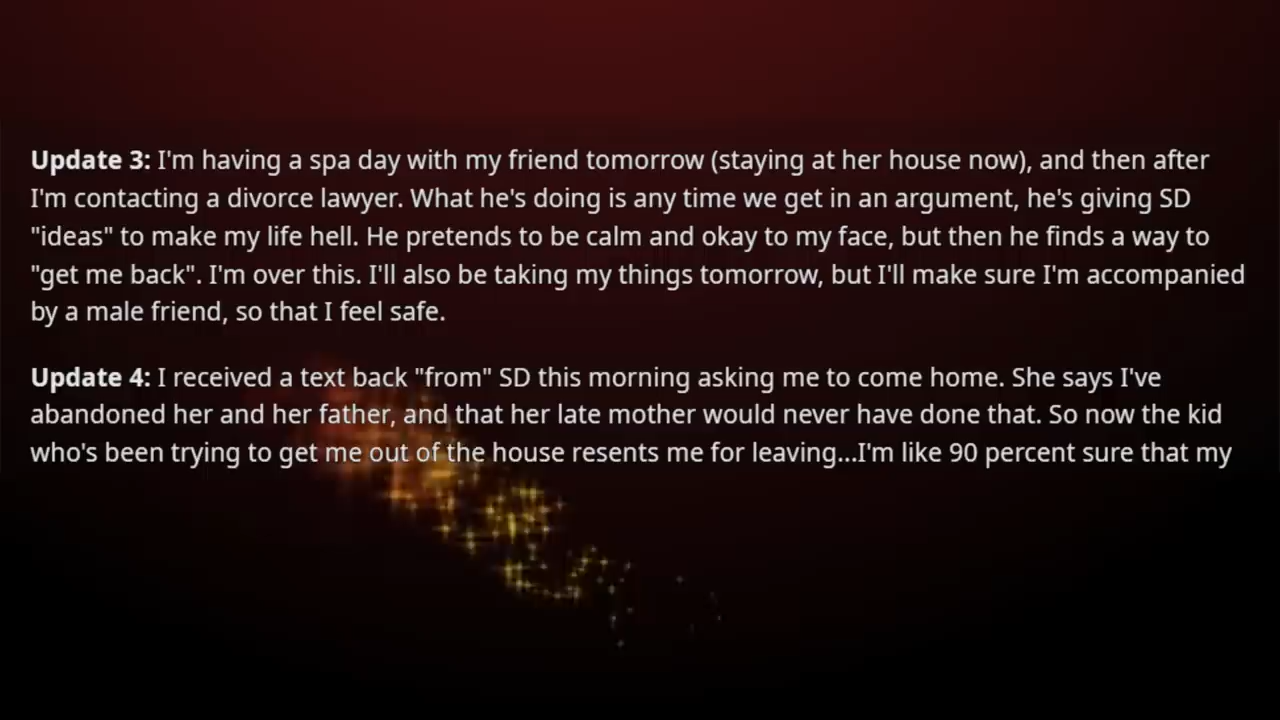 Update 3: I'm having a spa day with my friend tomorrow (staying at her house now), and then after
I'm contacting a divorce lawyer. What he's doing is any time we get in an argument, he's giving SD
"ideas" to make my life hell. He pretends to be calm and okay to my face, but then he finds a way to
"get me back". I'm over this. I'll also be taking my things tomorrow, but I'll make sure I'm accompanied
by a male friend, so that I feel safe.
Update 4: I received a text back "from" SD this morning asking me to come home. She says I've
abandoned her and her father, and that her late mother would never have done that. So now the kid
who's been trying to get me out of the house resents me for leaving...I'm like 90 percent sure that my